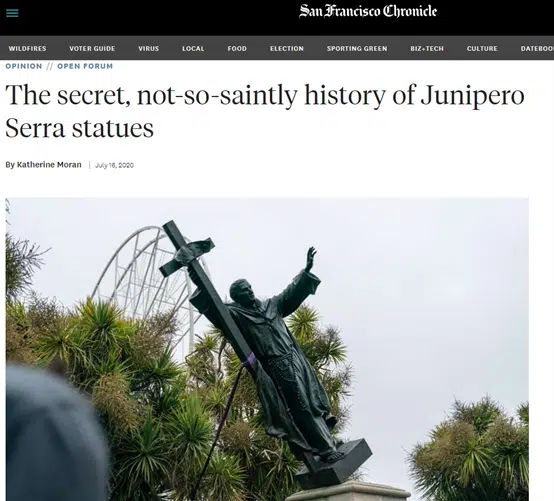 San Francisco Chronicle
WILDFIRES VOTER GUIDE VIRUS LOCAL FOOD ELECTION SPORTING GREEN BIZ+TECH CULTURE DATEBOO
OPINION // OPEN FORUM
The secret, not-so-saintly history of Junipero
Serra statues
By Katherine Moran | July 16, 2020